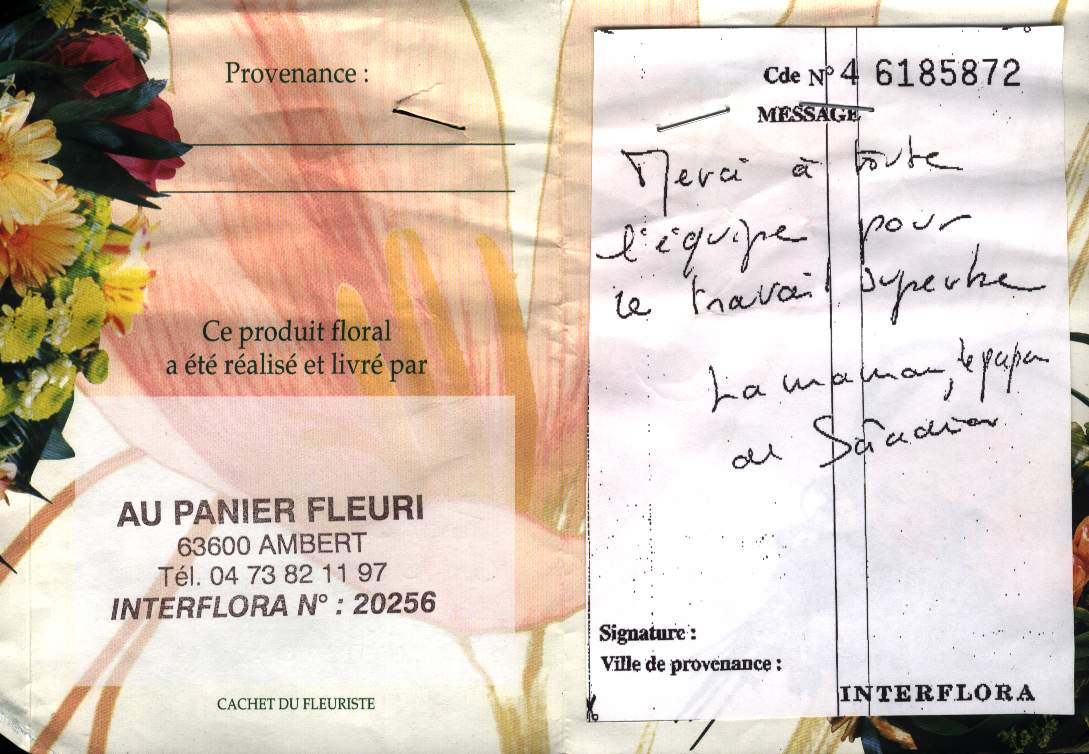 Provenance :
Ce produit floral
a été réalisé et livré par
AU PANIER FLEURI
63600 AMBERT
Tél. 04 73 82 11 97
INTERFLORA N° : 20256
CACHET DU FLEURISTE
Cde N° 4 6185872
MESSAGE
Merci à toute
l'équipe pour
le travail superbe
La maman, le papa
de
Signature :
Ville de provenance :
INTERFLORA